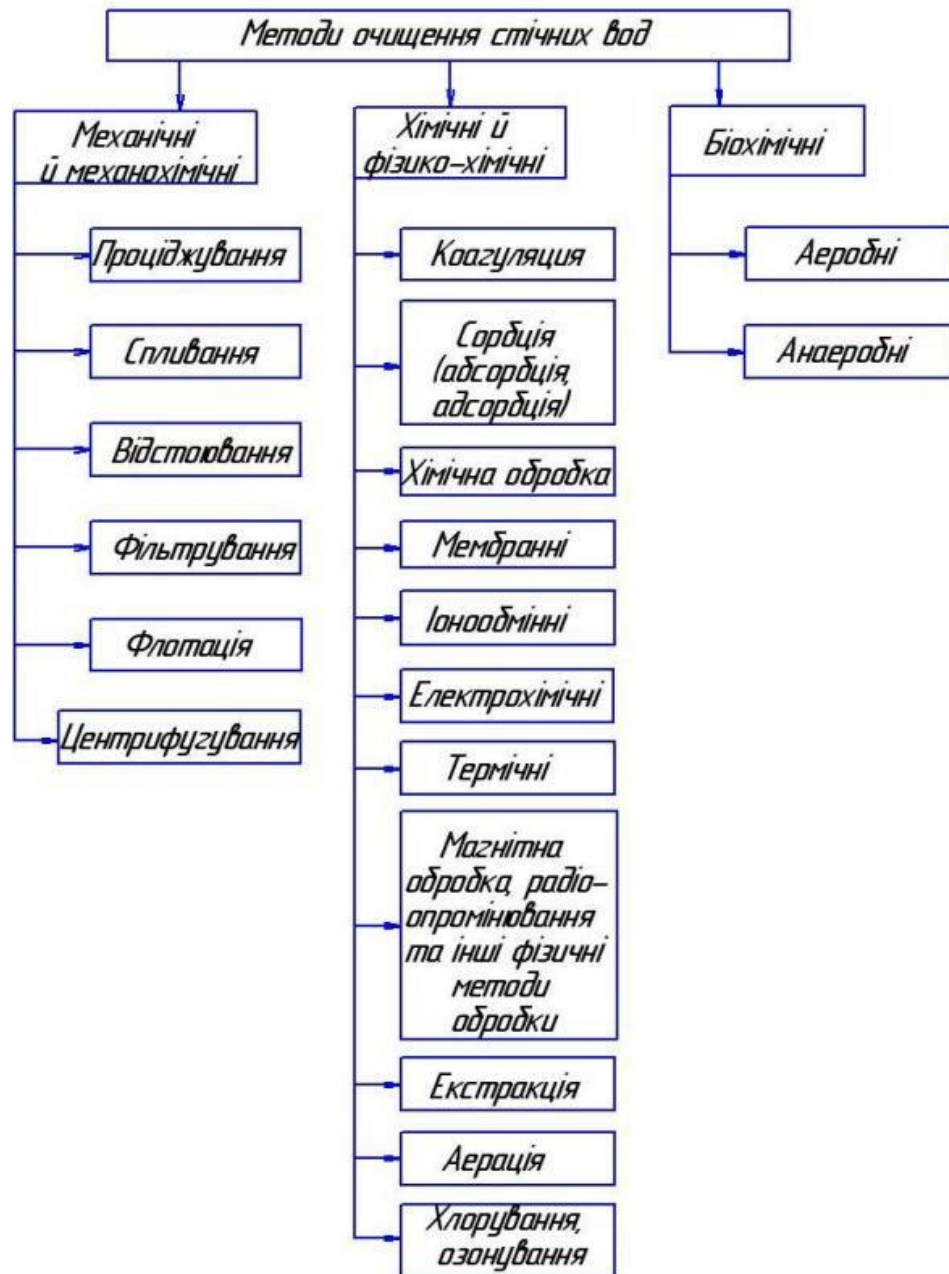 Методи очищення стічних вод
Механічні
й механохімічні
Проціджування
Спливання
Відстоювання
Фільтрування
Флотація
Центрифугування
Хімічні й
фізико-хімічні
Коагуляция
Сорбція
(абсорбція,
адсорбція)
Хімічна обробка
Мембранні
Іонообмінні
Електрохімічні
Термічні
Магнітна
обробка, радіо-
опромінювання
та інші фізичні
методи
обробки
Екстракція
Аерація
Хлорування,
озонування
Біохімічні
Аеробні
Анаеробні